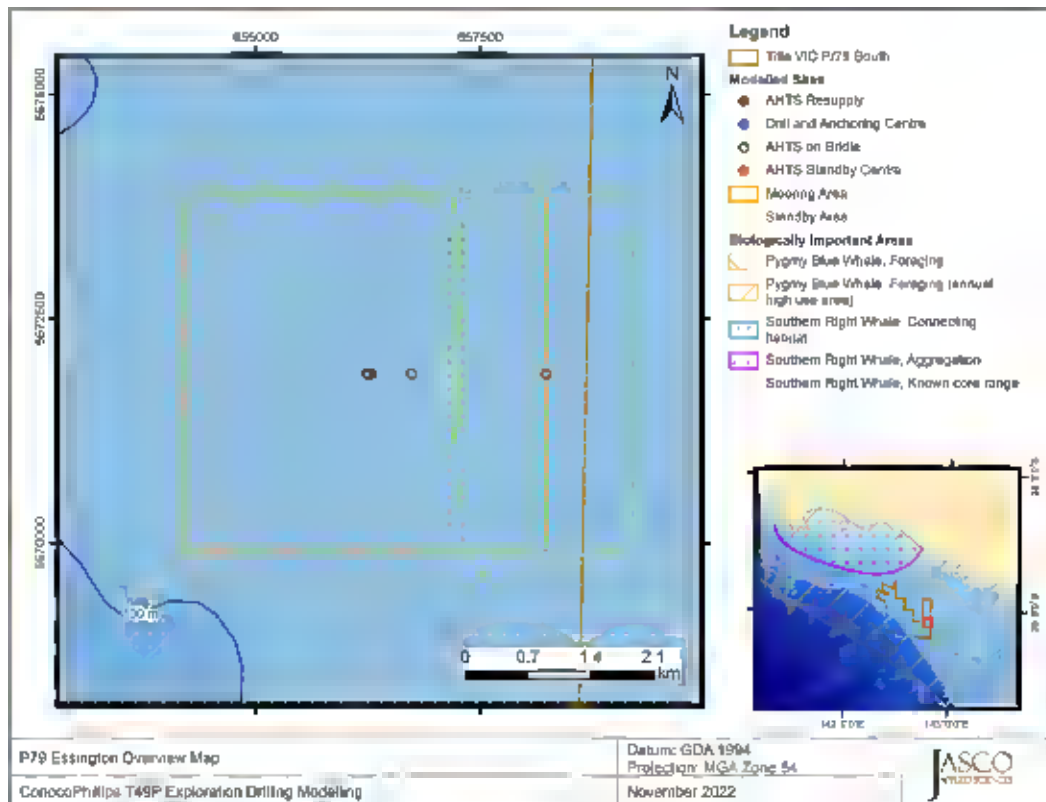 655000
657500
5675000
5672500
5670000
N
Legend
Title VIC P/79 South
Modelled Sites
AHTS Resupply
Drill and Anchoring Centre
AHTS on Bridle
AHTS Standby Centre
Mooring Area
Standby Area
Biologically Important Areas
Pygmy Blue Whale, Foraging
Pygmy Blue Whale, Foraging (annual
high use area)
Southern Right Whale, Connecting
habitat
Southern Right Whale, Aggregation
Southern Right Whale, Known core range
0 0.7 1.4 2.1
km
P79 Essington Overview Map
ConocoPhillips T49P Exploration Drilling Modelling
Datum: GDA 1994
Projection: MGA Zone 54
November 2022
JASCO